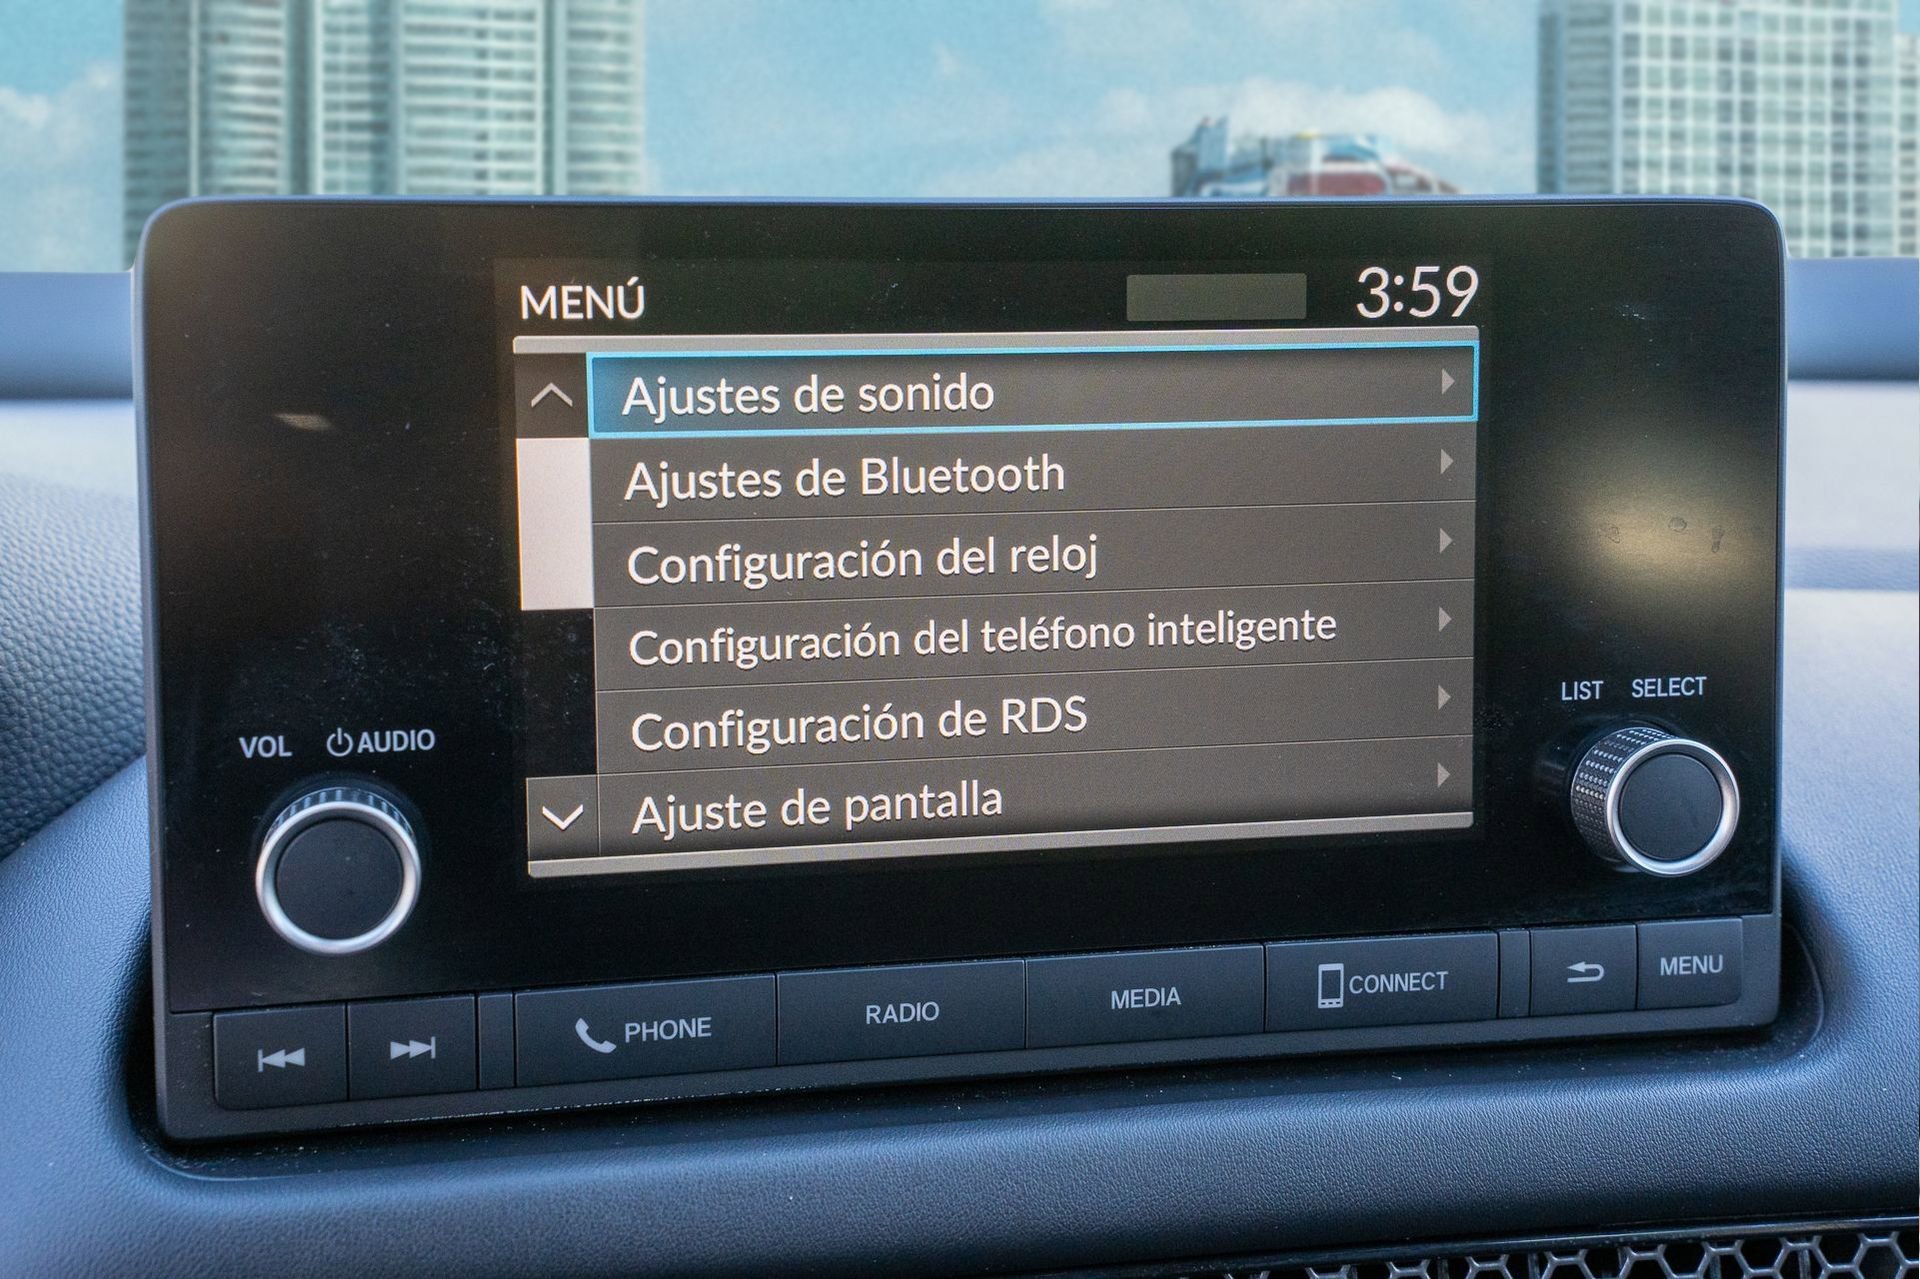 MENÚ 3:59
Ajustes de sonido
Ajustes de Bluetooth
Configuración del reloj
Configuración del teléfono inteligente
Configuración de RDS
Ajuste de pantalla
VOL AUDIO
LIST SELECT
PHONE RADIO MEDIA CONNECT MENU